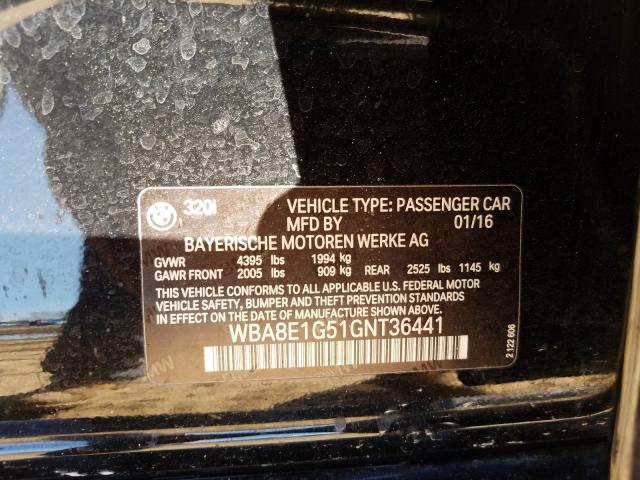 320i VEHICLE TYPE: PASSENGER CAR
MFD BY 01/16
BAYERISCHE MOTOREN WERKE AG
GVWR 4395 lbs 1994 kg
GAWR FRONT 2005 lbs 909 kg REAR 2525 lbs 1145 kg
THIS VEHICLE CONFORMS TO ALL APPLICABLE U.S. FEDERAL MOTOR
VEHICLE SAFETY, BUMPER AND THEFT PREVENTION STANDARDS
IN EFFECT ON THE DATE OF MANUFACTURE SHOWN ABOVE.
WBA8E1G51GNT36441
2 122 606